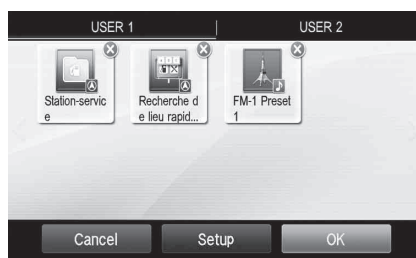 USER 1
USER 2
Station-servic
e
Recherche d
e lieu rapid...
FM-1 Preset
1
Cancel
Setup
OK